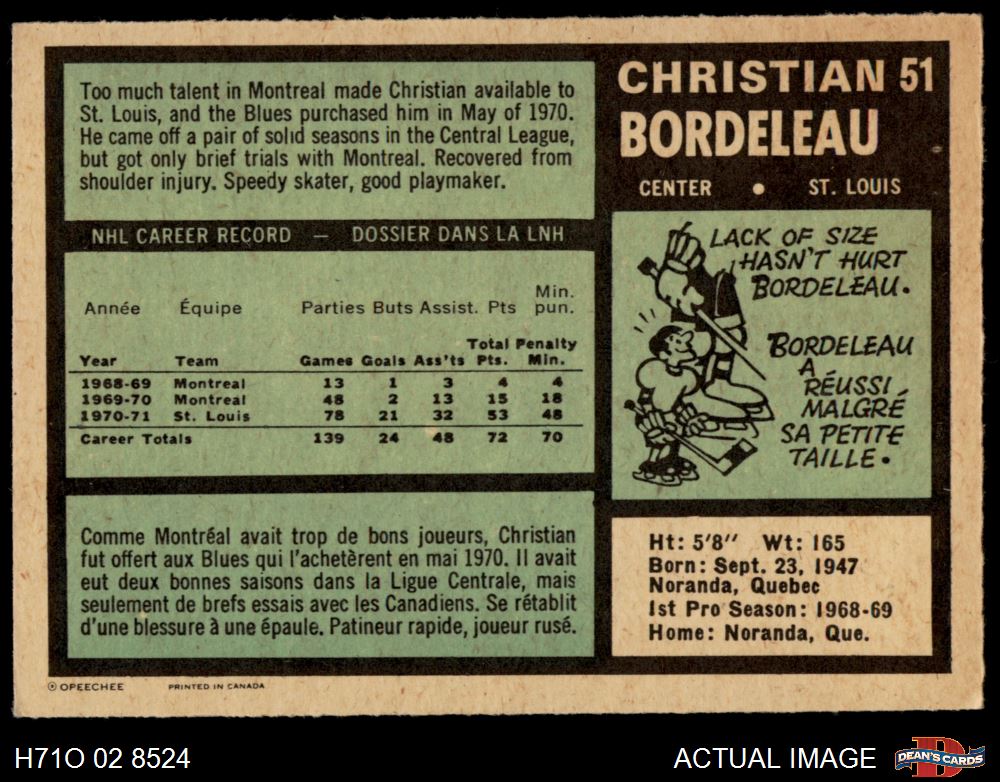 Too much talent in Montreal made Christian available to
St. Louis, and the Blues purchased him in May of 1970.
He came off a pair of solid seasons in the Central League,
but got only brief trials with Montreal. Recovered from
shoulder injury. Speedy skater, good playmaker.
CHRISTIAN 51
BORDELEAU
CENTER • ST. LOUIS
NHL CAREER RECORD — DOSSIER DANS LA LNH
Année Équipe Parties Buts Assist. Pts Min. pun.
Year Team Games Goals Ass'ts Total Pts. Penalty Min.
1968-69 Montreal 13 1 3 4 4
1969-70 Montreal 48 2 13 15 18
1970-71 St. Louis 78 21 32 53 48
Career Totals 139 24 48 72 70
LACK OF SIZE
HASN'T HURT
BORDELEAU.
BORDELEAU
A
RÉUSSI
MALGRÉ
SA PETITE
TAILLE.
Comme Montréal avait trop de bons joueurs, Christian
fut offert aux Blues qui l'achetèrent en mai 1970. Il avait
eut deux bonnes saisons dans la Ligue Centrale, mais
seulement de brefs essais avec les Canadiens. Se rétablit
d'une blessure à une épaule. Patineur rapide, joueur rusé.
Ht: 5'8" Wt: 165
Born: Sept. 23, 1947
Noranda, Quebec
1st Pro Season: 1968-69
Home: Noranda, Que.
© OPEECHEE PRINTED IN CANADA
H71O 02 8524
ACTUAL IMAGE
DEAN'S CARDS